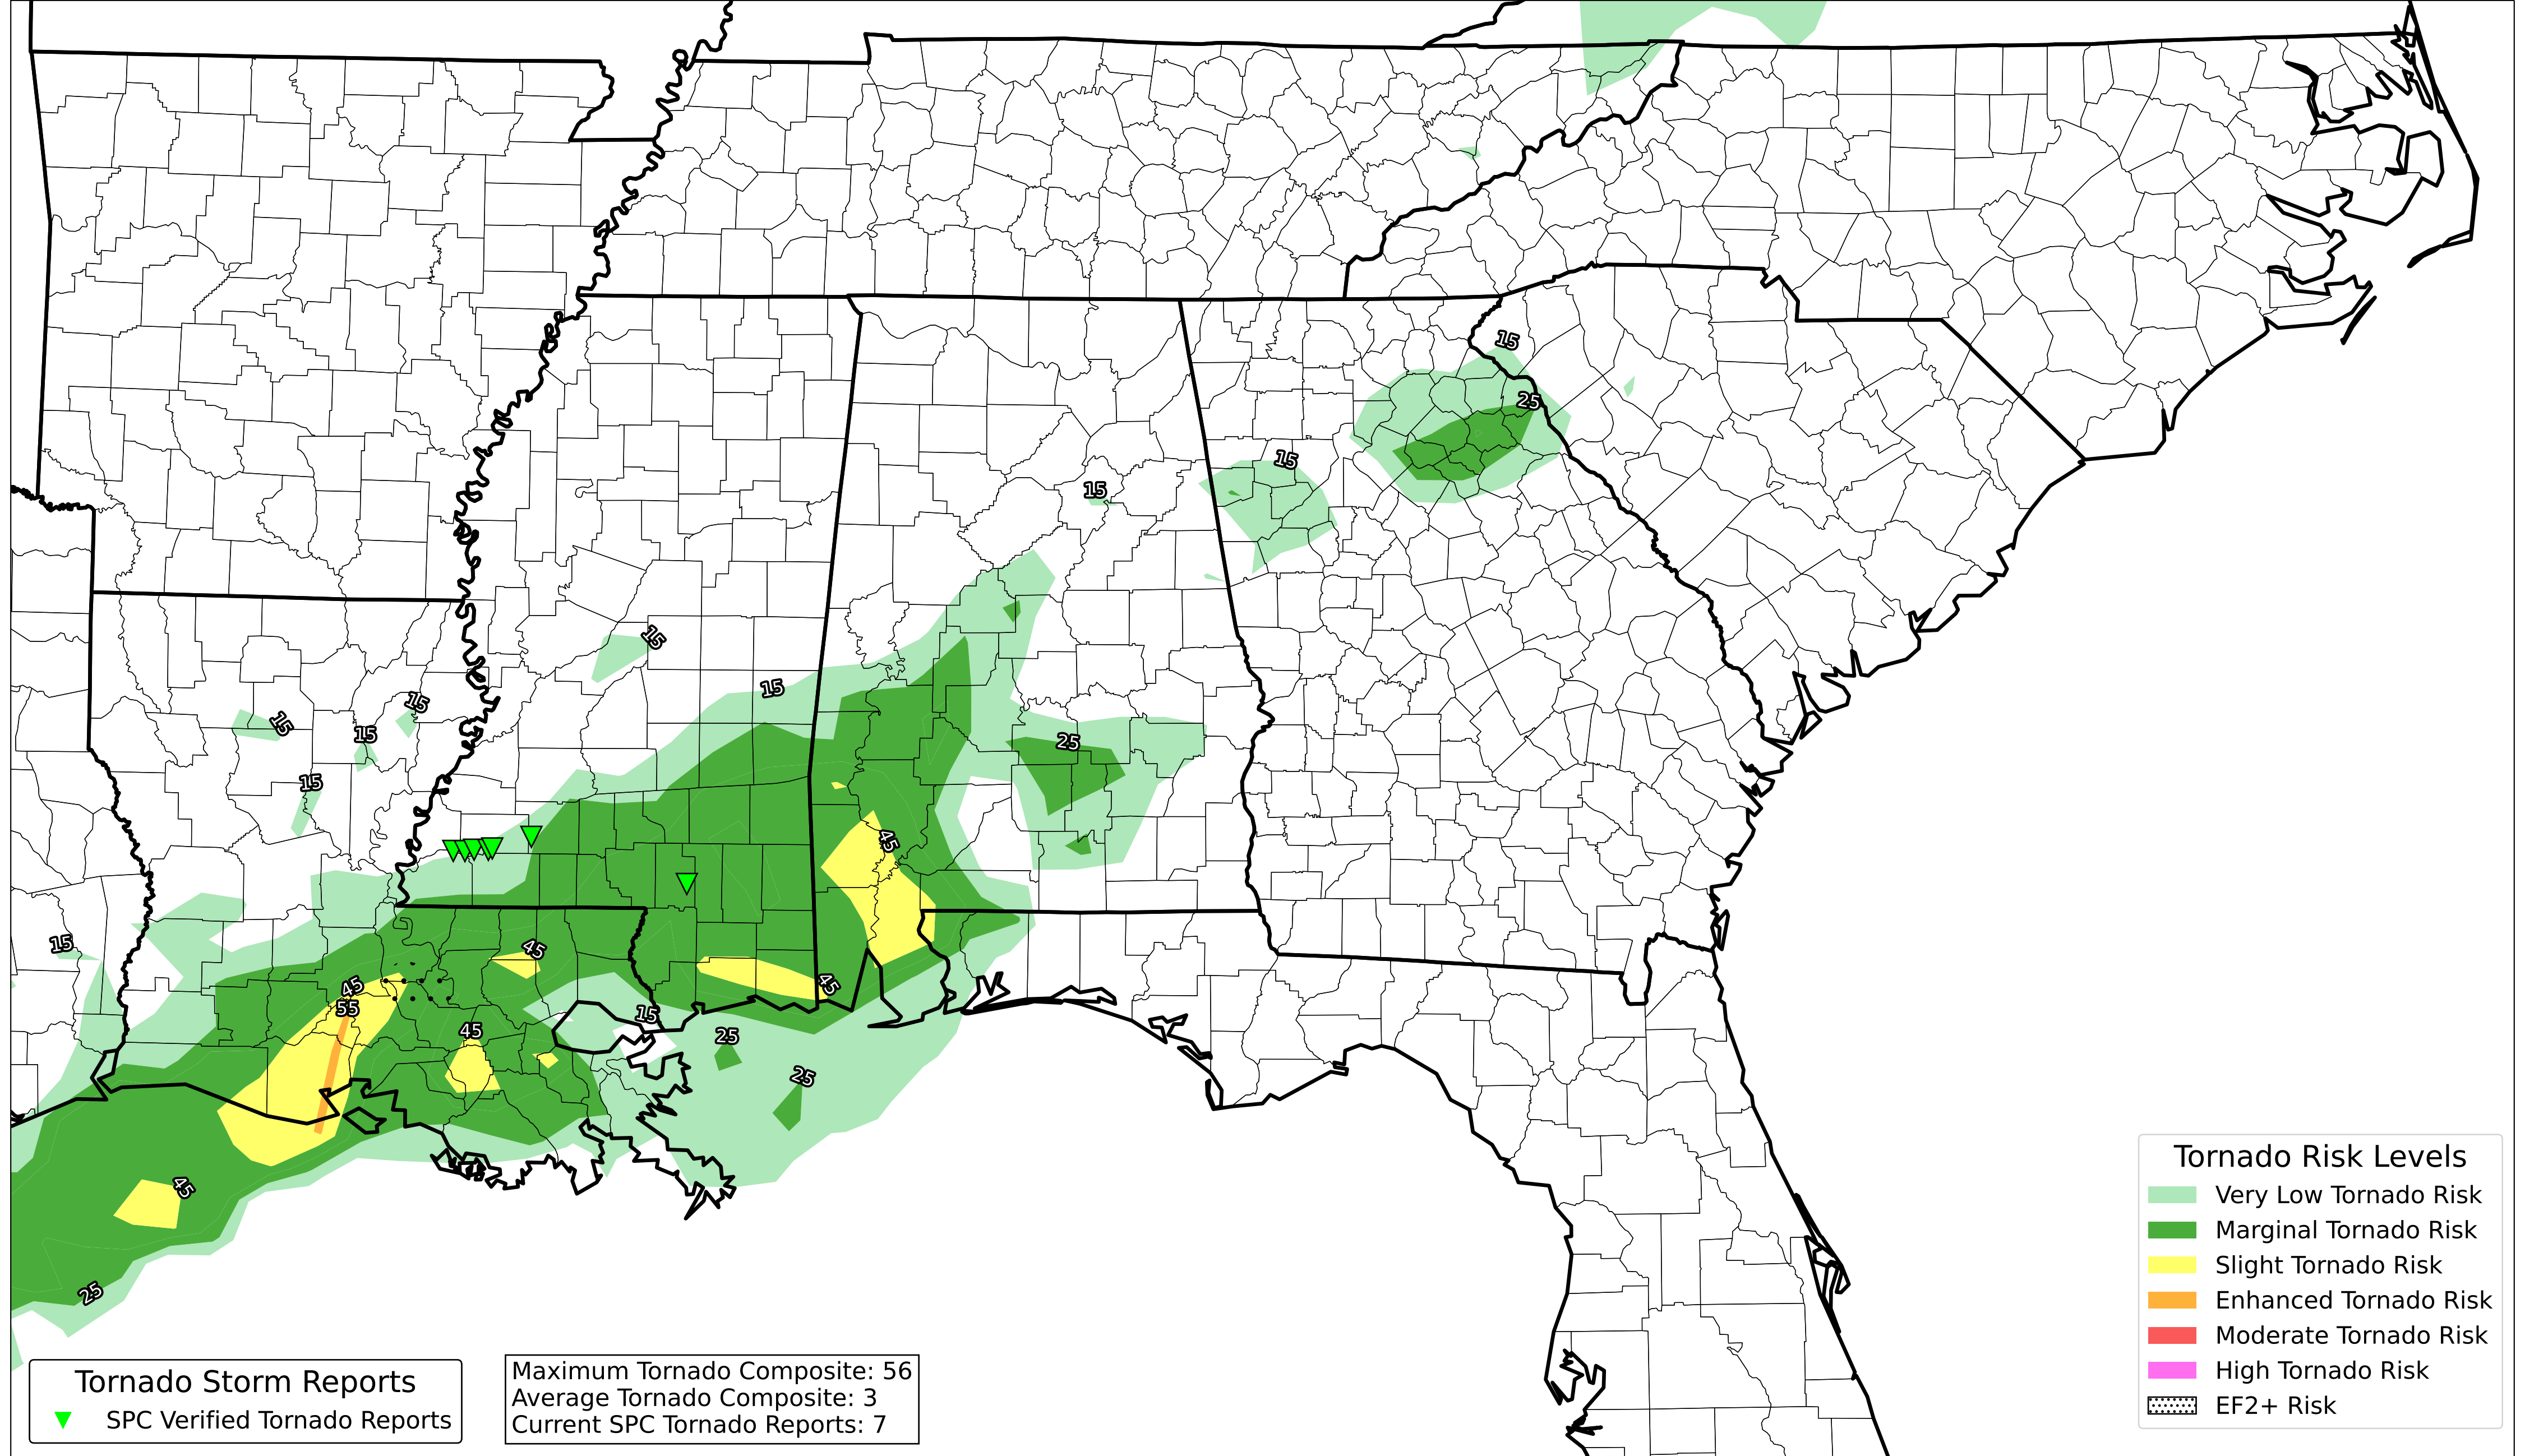 15
25
15
15
15
15
15
15
15
25
15
45
15
45
45
45
55
15
45
25
25
45
25
Tornado Risk Levels
Very Low Tornado Risk
Marginal Tornado Risk
Slight Tornado Risk
Enhanced Tornado Risk
Moderate Tornado Risk
High Tornado Risk
EF2+ Risk
Tornado Storm Reports
SPC Verified Tornado Reports
Maximum Tornado Composite: 56
Average Tornado Composite: 3
Current SPC Tornado Reports: 7